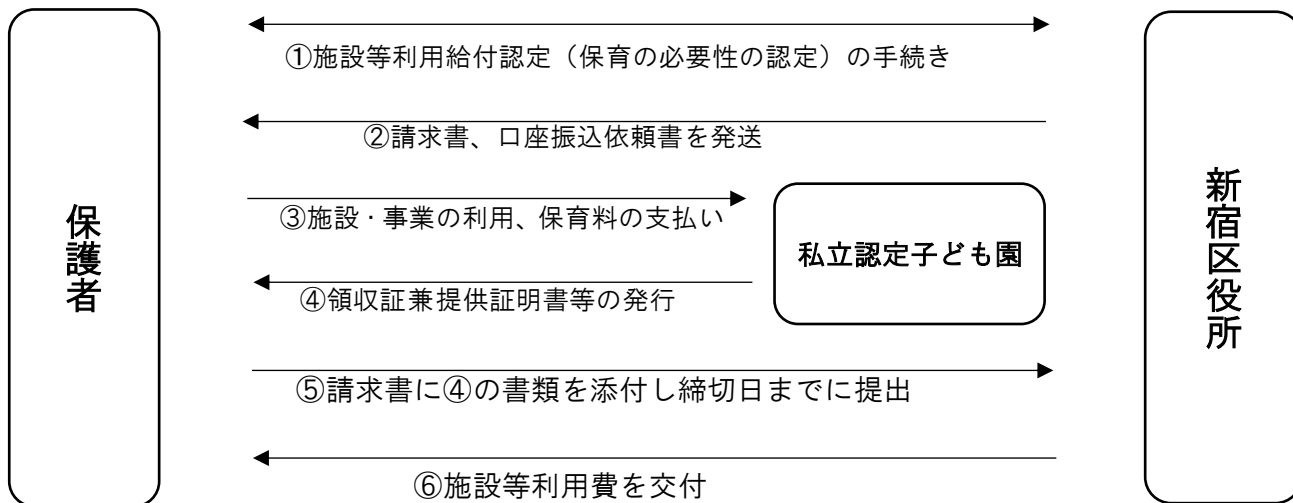 ①施設等利用給付認定（保育の必要性の認定）の手続き
②請求書、口座振込依頼書を発送
保護者
③施設・事業の利用、保育料の支払い
私立認定子ども園
新宿区役所
④領収証兼提供証明書等の発行
⑤請求書に④の書類を添付し締切日までに提出
⑥施設等利用費を交付